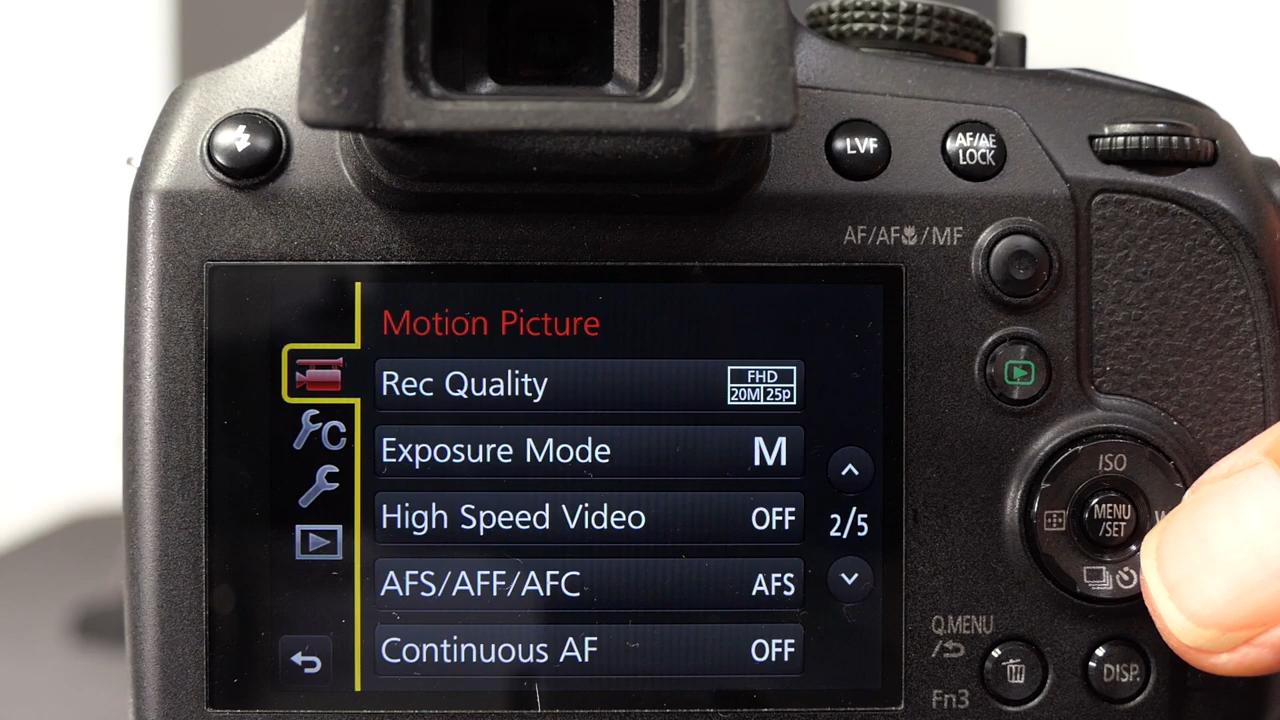 LVF
AF/AE
LOCK
AF/AF /MF
Motion Picture
Rec Quality FHD 20M 25p
Exposure Mode M
High Speed Video OFF
AFS/AFF/AFC AFS
Continuous AF OFF
2/5
C
ISO
MENU
/SET
W
Q.MENU
/
Fn3
DISP.